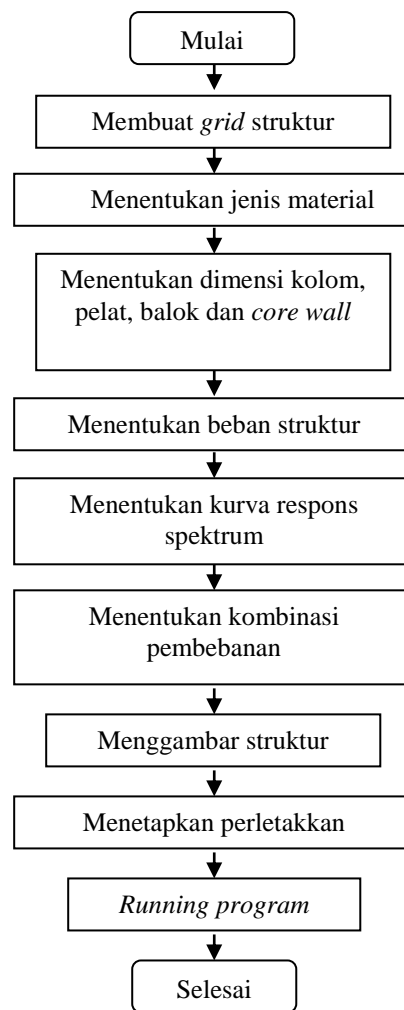 Mulai
Membuat grid struktur
Menentukan jenis material
Menentukan dimensi kolom,
pelat, balok dan core wall
Menentukan beban struktur
Menentukan kurva respons
spektrum
Menentukan kombinasi
pembebanan
Menggambar struktur
Menetapkan perletakkan
Running program
Selesai